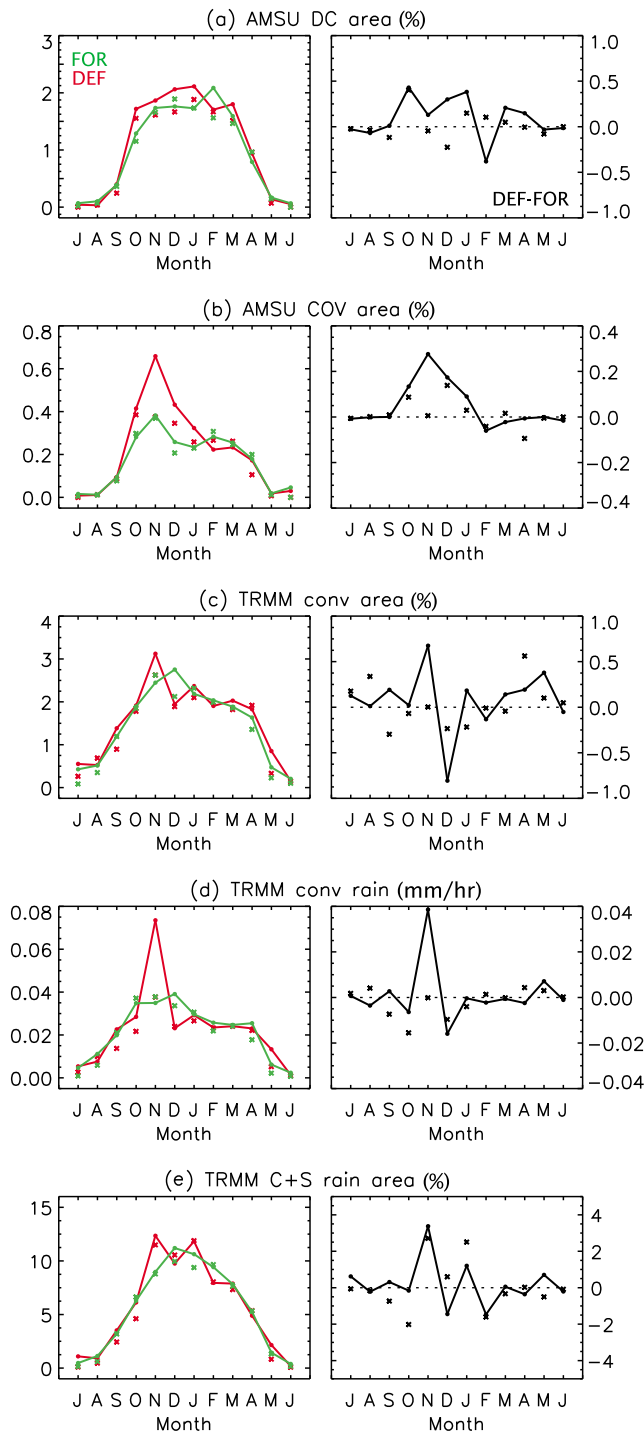 (a) AMSU DC area (%)
3
2
1
0
FOR
DEF
J A S O N D J F M A M J
Month
1.0
0.5
0.0
−0.5
−1.0
DEF-FOR
J A S O N D J F M A M J
Month
(b) AMSU COV area (%)
0.8
0.6
0.4
0.2
0.0
J A S O N D J F M A M J
Month
0.4
0.2
0.0
−0.2
−0.4
J A S O N D J F M A M J
Month
(c) TRMM conv area (%)
4
3
2
1
0
J A S O N D J F M A M J
Month
1.0
0.5
0.0
−0.5
−1.0
J A S O N D J F M A M J
Month
(d) TRMM conv rain (mm/hr)
0.08
0.06
0.04
0.02
0.00
J A S O N D J F M A M J
Month
0.04
0.02
0.00
−0.02
−0.04
J A S O N D J F M A M J
Month
(e) TRMM C+S rain area (%)
15
10
5
0
J A S O N D J F M A M J
Month
4
2
0
−2
−4
J A S O N D J F M A M J
Month